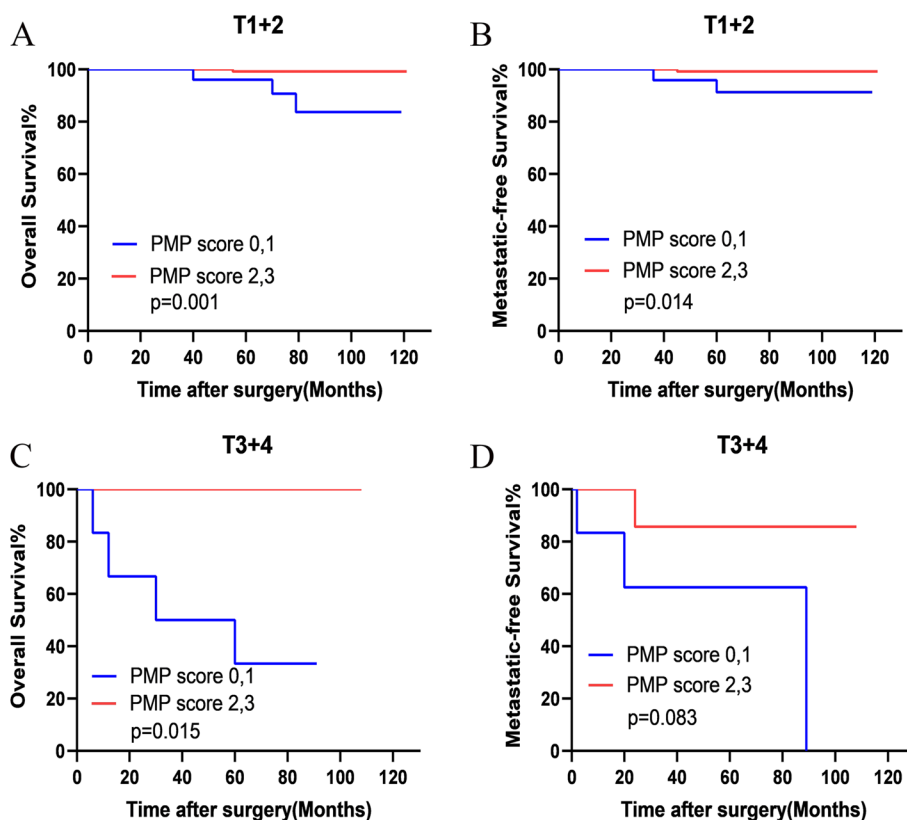 A
T1+2
Overall Survival%
100
80
60
40
20
0
PMP score 0,1
PMP score 2,3
p=0.001
0 20 40 60 80 100 120
Time after surgery(Months)
B
T1+2
Metastatic-free Survival%
100
80
60
40
20
0
PMP score 0,1
PMP score 2,3
p=0.014
0 20 40 60 80 100 120
Time after surgery(Months)
C
T3+4
Overall Survival%
100
80
60
40
20
0
PMP score 0,1
PMP score 2,3
p=0.015
0 20 40 60 80 100 120
Time after surgery(Months)
D
T3+4
Metastatic-free Survival%
100
80
60
40
20
0
PMP score 0,1
PMP score 2,3
p=0.083
0 20 40 60 80 100 120
Time after surgery(Months)